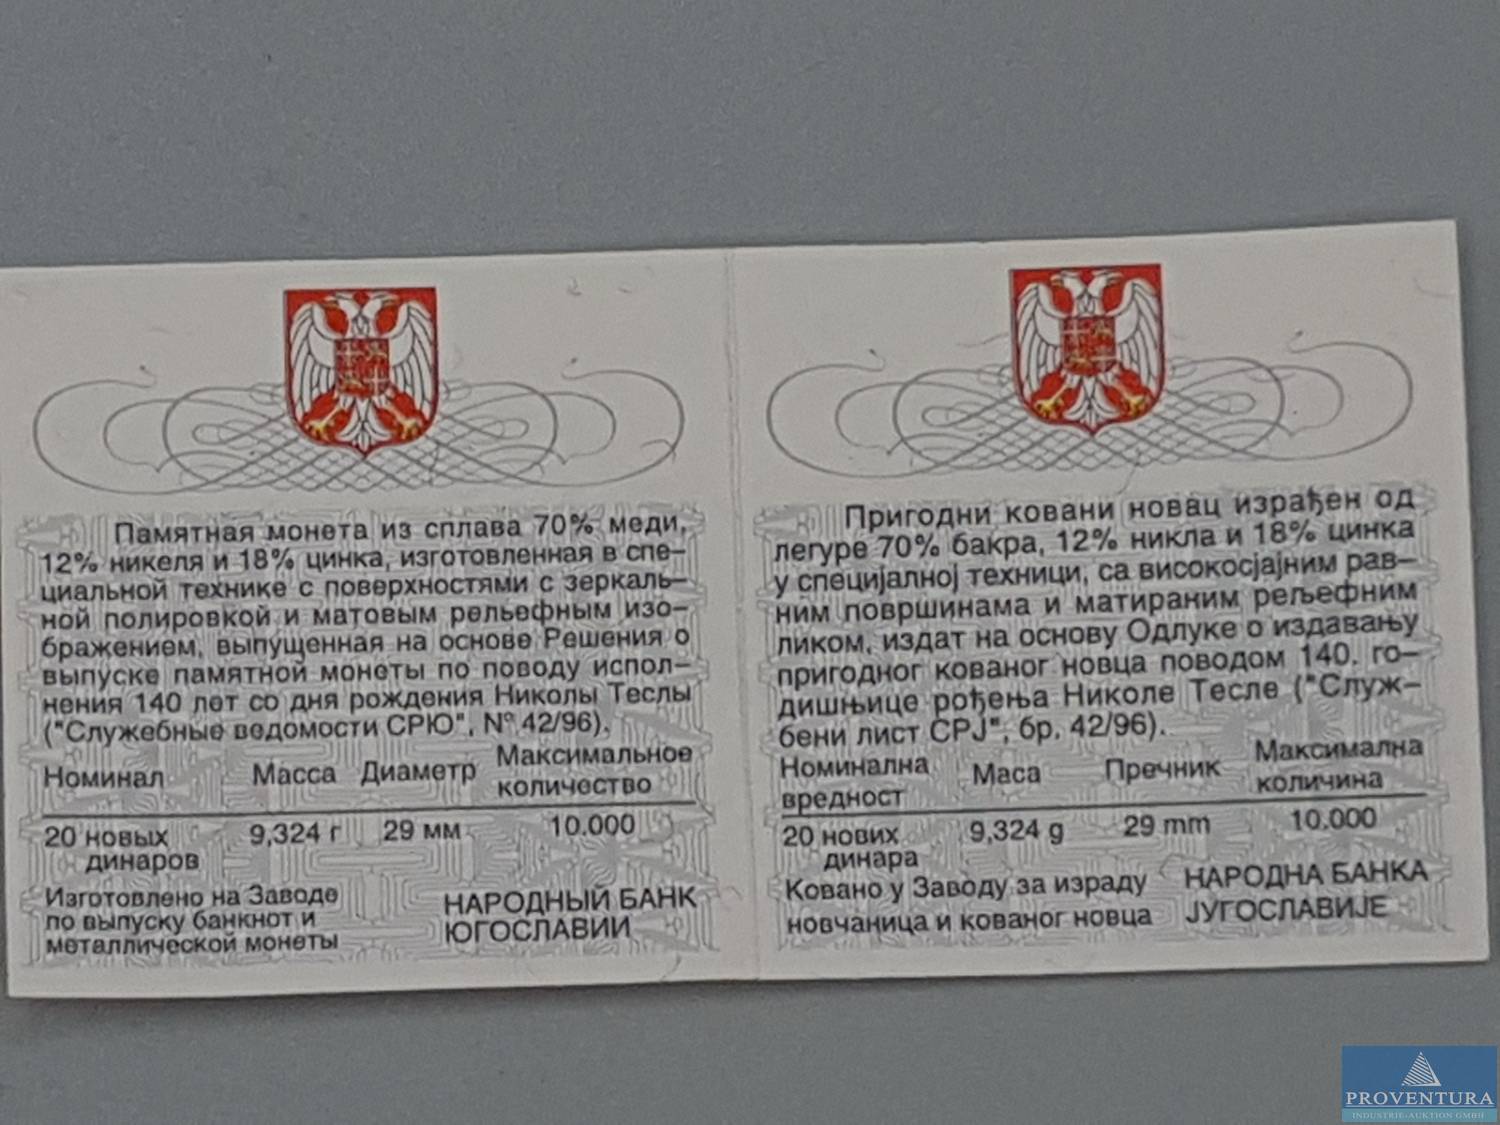 Памятная монета из сплава 70% меди,
12% никеля и 18% цинка, изготовленная в спе-
циальной технике с поверхностями с зеркаль-
ной полировкой и матовым рельефным изо-
бражением, выпущенная на основе Решения о
выпуске памятной монеты по поводу испол-
нения 140 лет со дня рождения Николы Теслы
("Служебные ведомости СРЮ", № 42/96).
Номинал Масса Диаметр Максимальное
количество
20 новых 9,324 г 29 мм 10.000
динаров
Изготовлено на Заводе
по выпуску банкнот и
металлической монеты
НАРОДНЫЙ БАНК
ЮГОСЛАВИИ
Пригодни ковани новац израђен од
легуре 70% бакра, 12% никла и 18% цинка
у специјалној техници, са високосјајним рав-
ним површинама и матираним рељефним
ликом, издат на основу Одлуке о издавању
пригодног кованог новца поводом 140. го-
дишњице рођења Николе Тесле ("Служ-
бени лист СРЈ", бр. 42/96).
Номинална Маса Пречник Максимална
вредност количина
20 нових 9,324 g 29 mm 10.000
динара
Ковано у Заводу за израду
новчаница и кованог новца
НАРОДНА БАНКА
ЈУГОСЛАВИЈЕ
PROVENTURA
INDUSTRIE-AUKTION GMBH